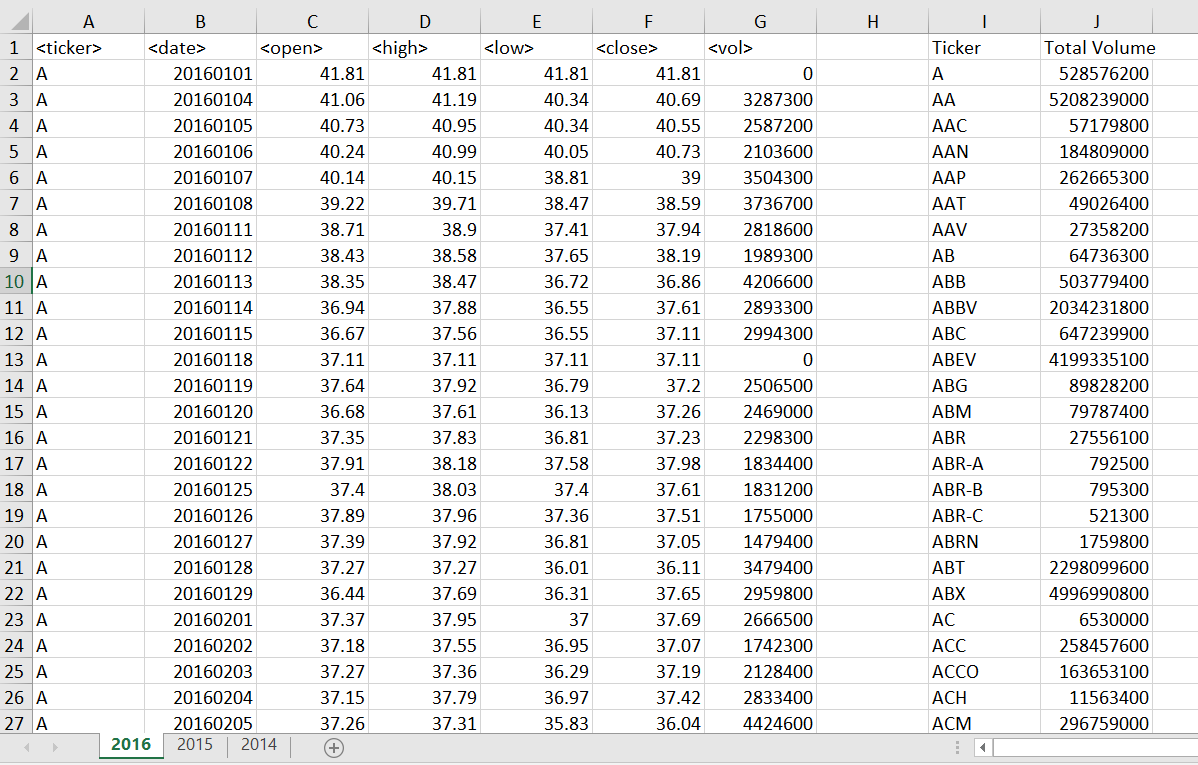 A B C D E F G H I J
1 <ticker> <date> <open> <high> <low> <close> <vol> Ticker Total Volume
2 A 20160101 41.81 41.81 41.81 41.81 0 A 528576200
3 A 20160104 41.06 41.19 40.34 40.69 3287300 AA 5208239000
4 A 20160105 40.73 40.95 40.34 40.55 2587200 AAC 57179800
5 A 20160106 40.24 40.99 40.05 40.73 2103600 AAN 184809000
6 A 20160107 40.14 40.15 38.81 39 3504300 AAP 262665300
7 A 20160108 39.22 39.71 38.47 38.59 3736700 AAT 49026400
8 A 20160111 38.71 38.9 37.41 37.94 2818600 AAV 27358200
9 A 20160112 38.43 38.58 37.65 38.19 1989300 AB 64736300
10 A 20160113 38.35 38.47 36.72 36.86 4206600 ABB 503779400
11 A 20160114 36.94 37.88 36.55 37.61 2893300 ABBV 2034231800
12 A 20160115 36.67 37.56 36.55 37.11 2994300 ABC 647239900
13 A 20160118 37.11 37.11 37.11 37.11 0 ABEV 4199335100
14 A 20160119 37.64 37.92 36.79 37.2 2506500 ABG 89828200
15 A 20160120 36.68 37.61 36.13 37.26 2469000 ABM 79787400
16 A 20160121 37.35 37.83 36.81 37.23 2298300 ABR 27556100
17 A 20160122 37.91 38.18 37.58 37.98 1834400 ABR-A 792500
18 A 20160125 37.4 38.03 37.4 37.61 1831200 ABR-B 795300
19 A 20160126 37.89 37.96 37.36 37.51 1755000 ABR-C 521300
20 A 20160127 37.39 37.92 36.81 37.05 1479400 ABRN 1759800
21 A 20160128 37.27 37.27 36.01 36.11 3479400 ABT 2298099600
22 A 20160129 36.44 37.69 36.31 37.65 2959800 ABX 4996990800
23 A 20160201 37.37 37.95 37 37.69 2666500 AC 6530000
24 A 20160202 37.18 37.55 36.95 37.07 1742300 ACC 258457600
25 A 20160203 37.27 37.36 36.29 37.19 2128400 ACCO 163653100
26 A 20160204 37.15 37.79 36.97 37.42 2833400 ACH 11563400
27 A 20160205 37.26 37.31 35.83 36.04 4424600 ACM 296759000
2016 2015 2014